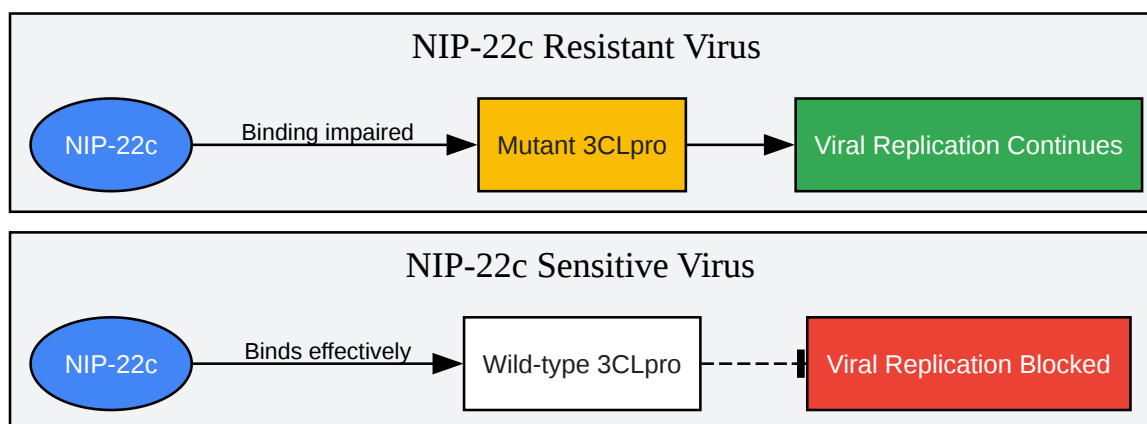 NIP-22c Resistant Virus
NIP-22c
Binding impaired
Mutant 3CLpro
Viral Replication Continues
NIP-22c Sensitive Virus
NIP-22c
Binds effectively
Wild-type 3CLpro
Viral Replication Blocked